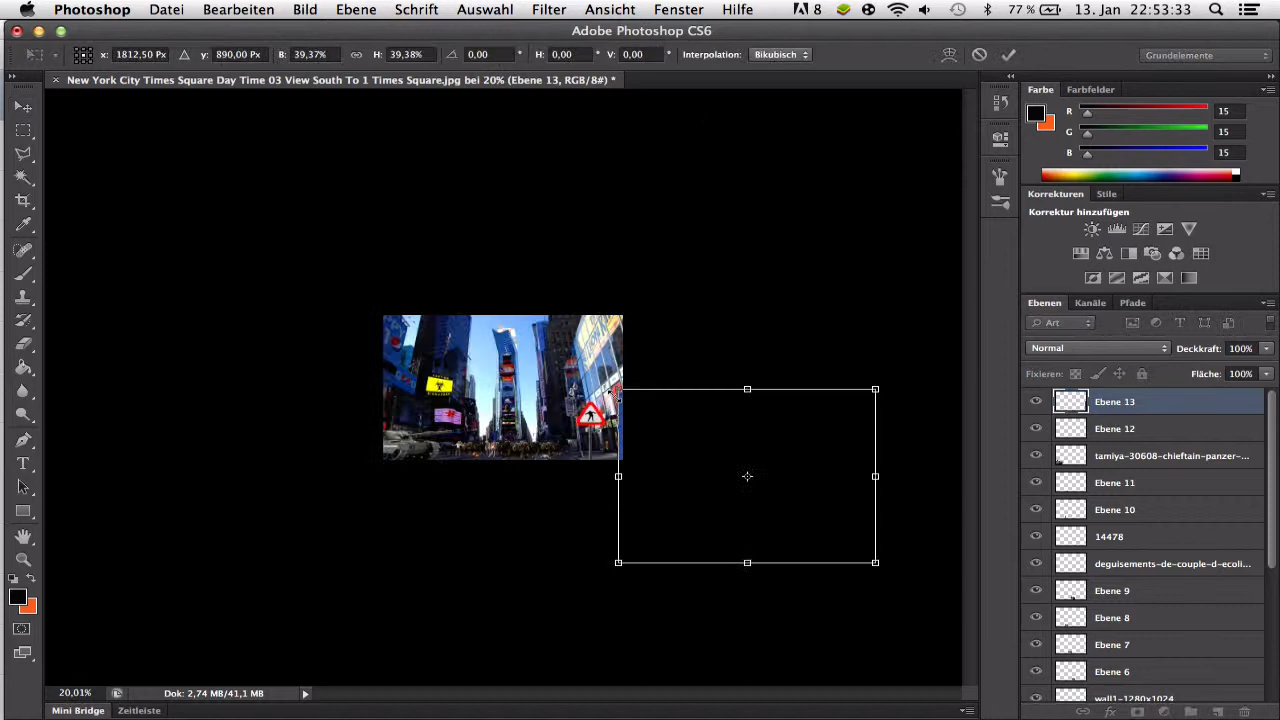 Photoshop Datei Bearbeiten Bild Ebene Schrift Auswahl Filter Ansicht Fenster Hilfe 8 77 % 13. Jan 22:53:33
Adobe Photoshop CS6
x: 1812,50 Px y: 890,00 Px B: 39,37% H: 39,38% 0,00 ° H: 0,00 ° V: 0,00 ° Interpolation: Bikubisch Grundelemente
× New York City Times Square Day Time 03 View South To 1 Times Square.jpg bei 20% (Ebene 13, RGB/8#) *
Farbe Farbfelder
R 15
G 15
B 15
Korrekturen Stile
Korrektur hinzufügen
Ebenen Kanäle Pfade
Art
Normal Deckkraft: 100%
Fixieren: Fläche: 100%
Ebene 13
Ebene 12
tamiya-30608-chieftain-panzer-...
Ebene 11
Ebene 10
14478
deguisements-de-couple-d-ecoli...
Ebene 9
Ebene 8
Ebene 7
Ebene 6
wall1-1280x1024
20,01% Dok: 2,74 MB/41,1 MB
Mini Bridge Zeitleiste